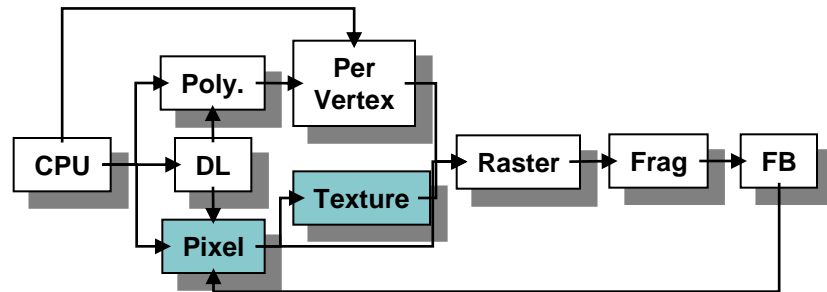 Poly.
Per
Vertex
CPU
DL
Raster
Frag
FB
Texture
Pixel